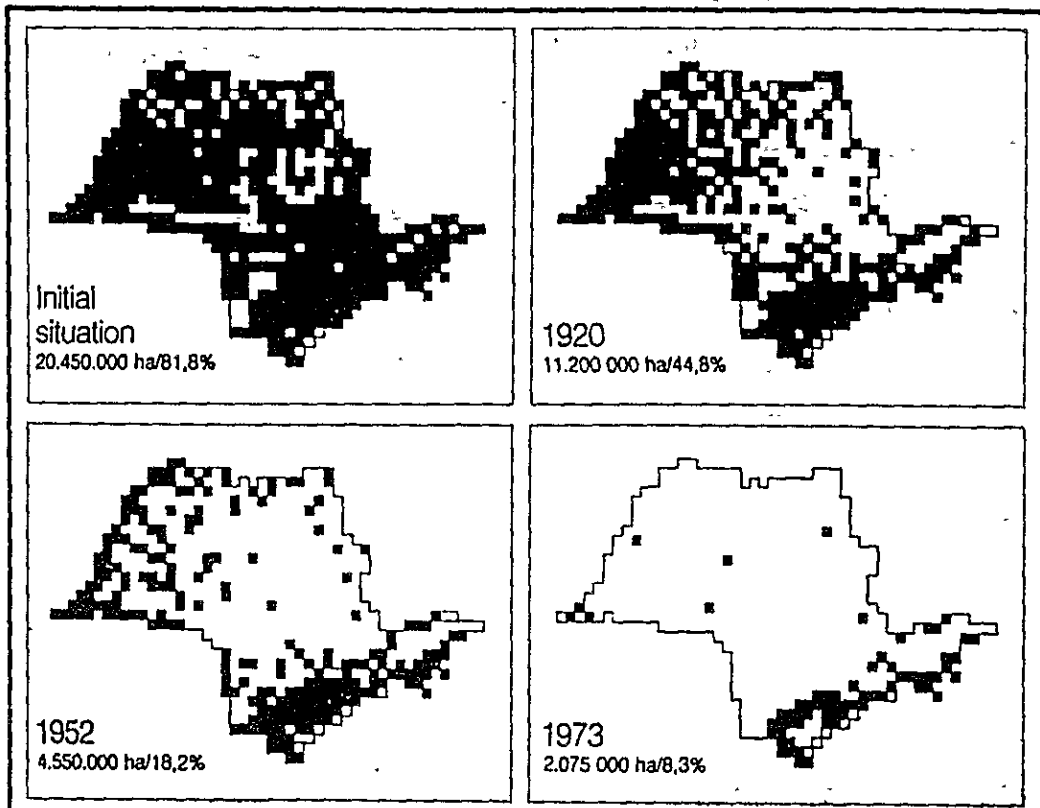 Initial
situation
20.450.000 ha/81,8%
1920
11.200 000 ha/44,8%
1952
4.550.000 ha/18,2%
1973
2.075 000 ha/8,3%